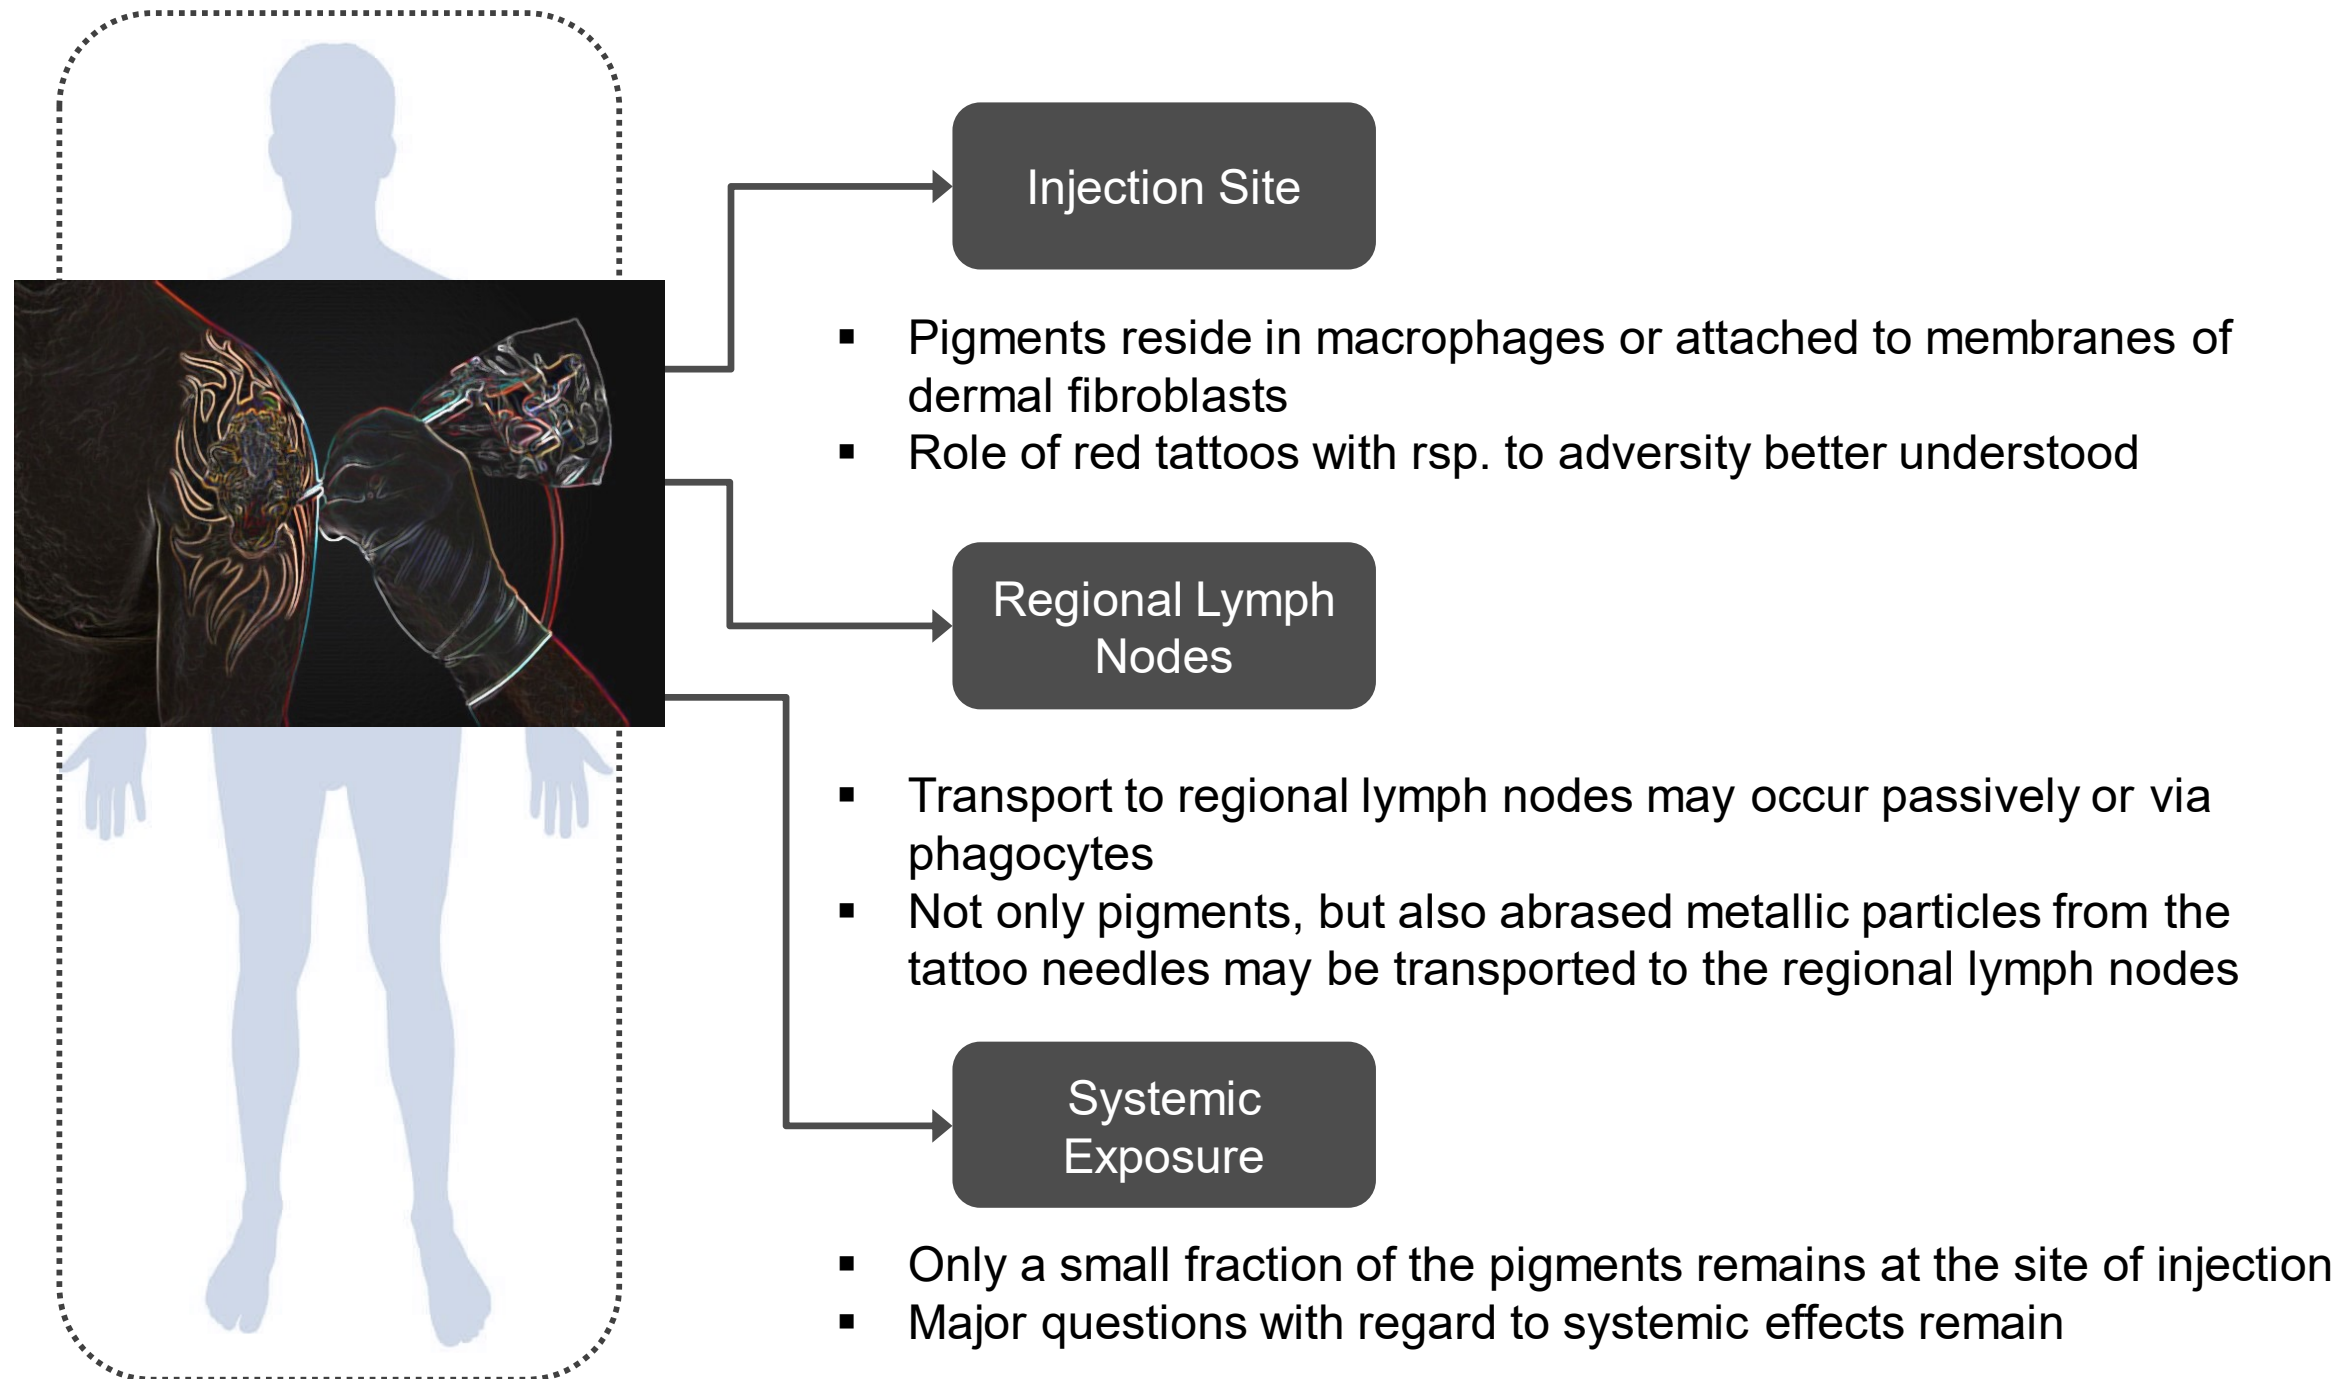 Injection Site
▪ Pigments reside in macrophages or attached to membranes of
dermal fibroblasts
▪ Role of red tattoos with rsp. to adversity better understood
Regional Lymph
Nodes
▪ Transport to regional lymph nodes may occur passively or via
phagocytes
▪ Not only pigments, but also abrased metallic particles from the
tattoo needles may be transported to the regional lymph nodes
Systemic
Exposure
▪ Only a small fraction of the pigments remains at the site of injection
▪ Major questions with regard to systemic effects remain